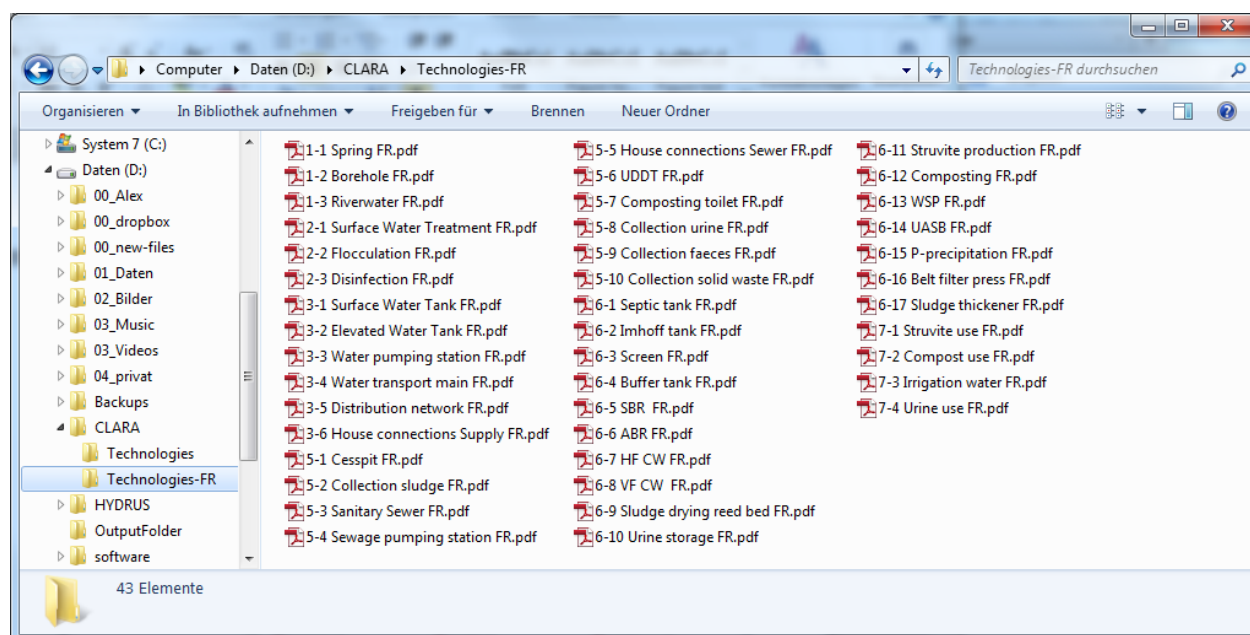 Computer ▸ Daten (D:) ▸ CLARA ▸ Technologies-FR
Technologies-FR durchsuchen
Organisieren In Bibliothek aufnehmen Freigeben für Brennen Neuer Ordner
System 7 (C:)
Daten (D:)
00_Alex
00_dropbox
00_new-files
01_Daten
02_Bilder
03_Music
03_Videos
04_privat
Backups
CLARA
Technologies
Technologies-FR
HYDRUS
OutputFolder
software
1-1 Spring FR.pdf
1-2 Borehole FR.pdf
1-3 Riverwater FR.pdf
2-1 Surface Water Treatment FR.pdf
2-2 Flocculation FR.pdf
2-3 Disinfection FR.pdf
3-1 Surface Water Tank FR.pdf
3-2 Elevated Water Tank FR.pdf
3-3 Water pumping station FR.pdf
3-4 Water transport main FR.pdf
3-5 Distribution network FR.pdf
3-6 House connections Supply FR.pdf
5-1 Cesspit FR.pdf
5-2 Collection sludge FR.pdf
5-3 Sanitary Sewer FR.pdf
5-4 Sewage pumping station FR.pdf
5-5 House connections Sewer FR.pdf
5-6 UDDT FR.pdf
5-7 Composting toilet FR.pdf
5-8 Collection urine FR.pdf
5-9 Collection faeces FR.pdf
5-10 Collection solid waste FR.pdf
6-1 Septic tank FR.pdf
6-2 Imhoff tank FR.pdf
6-3 Screen FR.pdf
6-4 Buffer tank FR.pdf
6-5 SBR  FR.pdf
6-6 ABR FR.pdf
6-7 HF CW FR.pdf
6-8 VF CW  FR.pdf
6-9 Sludge drying reed bed FR.pdf
6-10 Urine storage FR.pdf
6-11 Struvite production FR.pdf
6-12 Composting FR.pdf
6-13 WSP FR.pdf
6-14 UASB FR.pdf
6-15 P-precipitation FR.pdf
6-16 Belt filter press FR.pdf
6-17 Sludge thickener FR.pdf
7-1 Struvite use FR.pdf
7-2 Compost use FR.pdf
7-3 Irrigation water FR.pdf
7-4 Urine use FR.pdf
43 Elemente